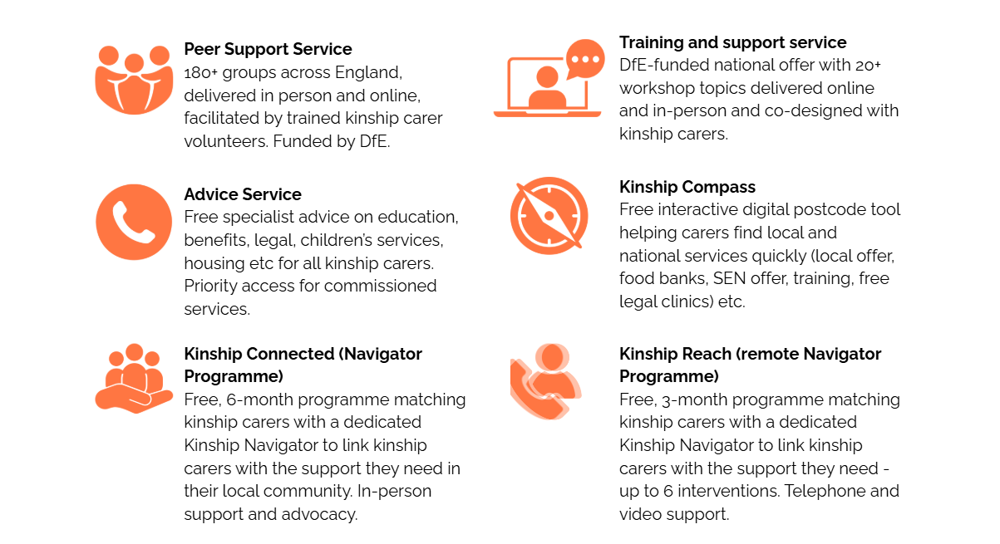 Peer Support Service
180+ groups across England,
delivered in person and online,
facilitated by trained kinship carer
volunteers. Funded by DfE.
Training and support service
DfE-funded national offer with 20+
workshop topics delivered online
and in-person and co-designed with
kinship carers.
Advice Service
Free specialist advice on education,
benefits, legal, children’s services,
housing etc for all kinship carers.
Priority access for commissioned
services.
Kinship Compass
Free interactive digital postcode tool
helping carers find local and
national services quickly (local offer,
food banks, SEN offer, training, free
legal clinics) etc.
Kinship Connected (Navigator
Programme)
Free, 6-month programme matching
kinship carers with a dedicated
Kinship Navigator to link kinship
carers with the support they need in
their local community. In-person
support and advocacy.
Kinship Reach (remote Navigator
Programme)
Free, 3-month programme matching
kinship carers with a dedicated
Kinship Navigator to link kinship
carers with the support they need -
up to 6 interventions. Telephone and
video support.